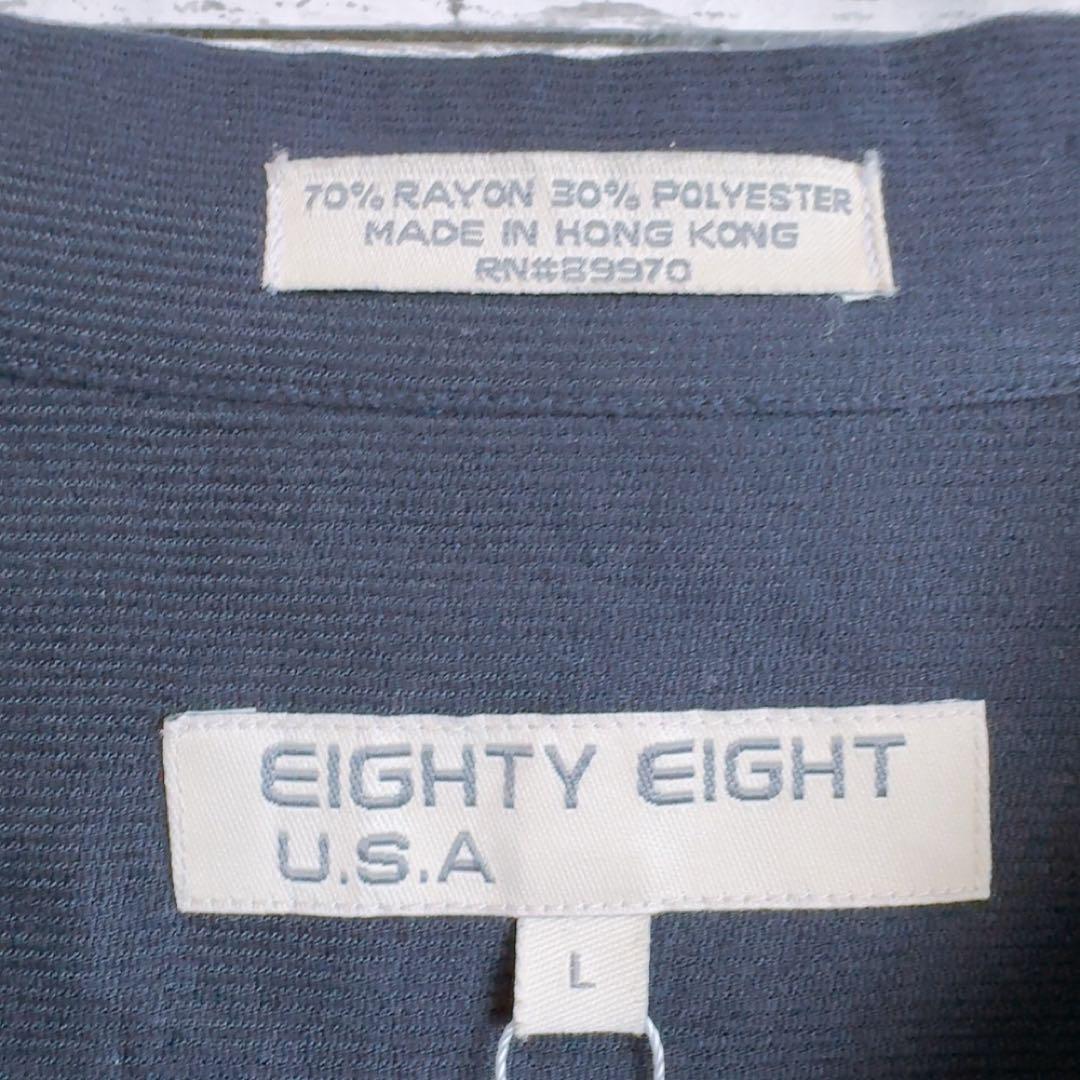 70% RAYON 30% POLYESTER
MADE IN HONG KONG
RN#89970
EIGHTY EIGHT
U.S.A
L